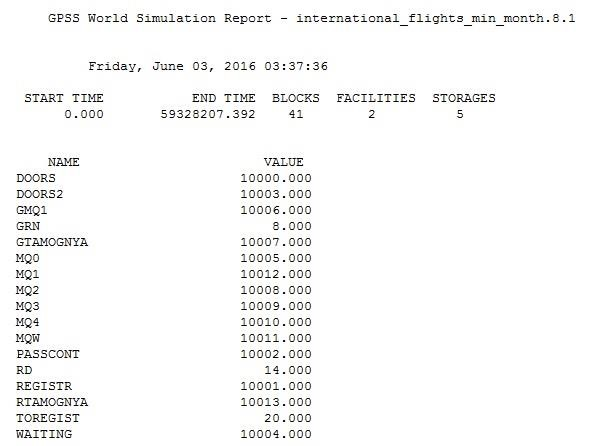 GPSS World Simulation Report - international_flights_min_month.8.1
Friday, June 03, 2016 03:37:36
START TIME END TIME BLOCKS FACILITIES STORAGES
0.000 59328207.392 41 2 5
NAME VALUE
DOORS 10000.000
DOORS2 10003.000
GMQ1 10006.000
GRN 8.000
GTAMOGNYA 10007.000
MQ0 10005.000
MQ1 10012.000
MQ2 10008.000
MQ3 10009.000
MQ4 10010.000
MQW 10011.000
PASSCONT 10002.000
RD 14.000
REGISTR 10001.000
RTAMOGNYA 10013.000
TOREGIST 20.000
WAITING 10004.000